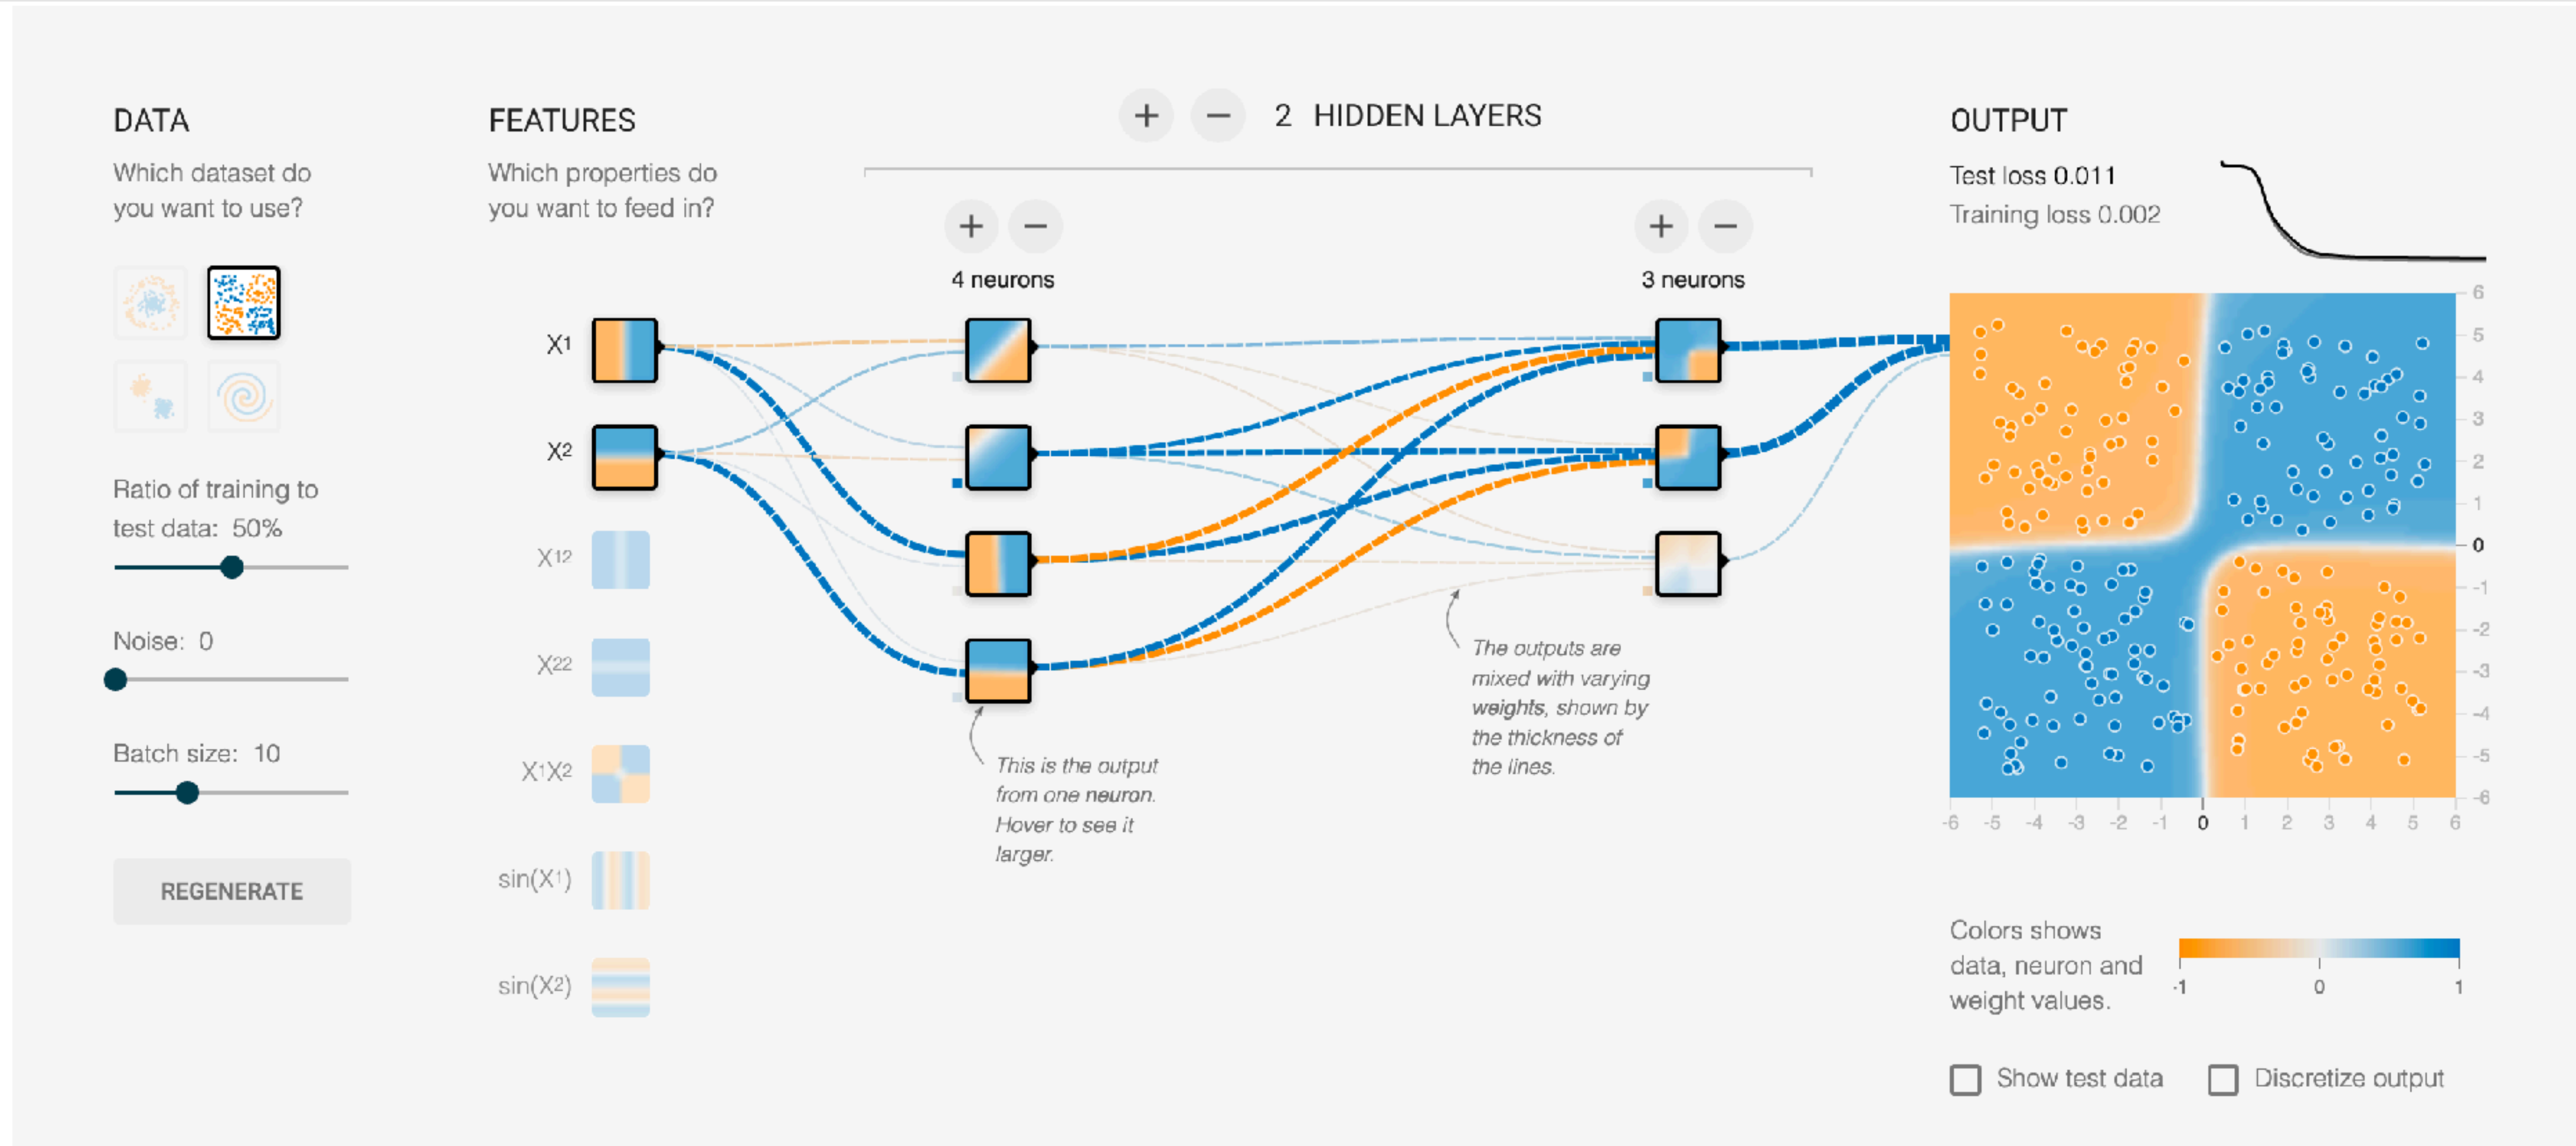 DATA
Which dataset do
you want to use?
Ratio of training to
test data: 50%
Noise: 0
Batch size: 10
REGENERATE
FEATURES
Which properties do
you want to feed in?
X1
X2
X12
X22
X1X2
sin(X1)
sin(X2)
+ − 2 HIDDEN LAYERS
+ −
4 neurons
+ −
3 neurons
This is the output
from one neuron.
Hover to see it
larger.
The outputs are
mixed with varying
weights, shown by
the thickness of
the lines.
OUTPUT
Test loss 0.011
Training loss 0.002
6
5
4
3
2
1
0
-1
-2
-3
-4
-5
-6
-6 -5 -4 -3 -2 -1 0 1 2 3 4 5 6
Colors shows
data, neuron and
weight values.
-1 0 1
Show test data
Discretize output